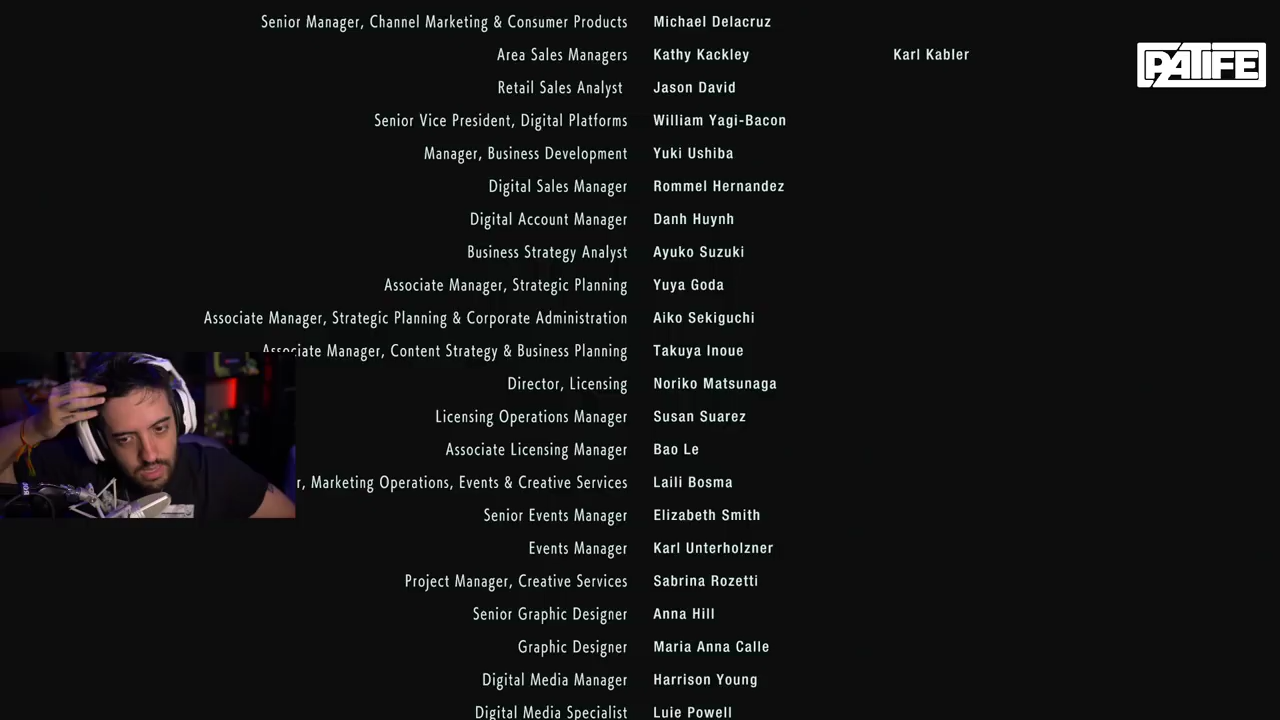 Senior Manager, Channel Marketing & Consumer Products Michael Delacruz
Area Sales Managers Kathy Kackley Karl Kabler
PATIFE
Retail Sales Analyst Jason David
Senior Vice President, Digital Platforms William Yagi-Bacon
Manager, Business Development Yuki Ushiba
Digital Sales Manager Rommel Hernandez
Digital Account Manager Danh Huynh
Business Strategy Analyst Ayuko Suzuki
Associate Manager, Strategic Planning Yuya Goda
Associate Manager, Strategic Planning & Corporate Administration Aiko Sekiguchi
Associate Manager, Content Strategy & Business Planning Takuya Inoue
Director, Licensing Noriko Matsunaga
Licensing Operations Manager Susan Suarez
Associate Licensing Manager Bao Le
r, Marketing Operations, Events & Creative Services Laili Bosma
Senior Events Manager Elizabeth Smith
Events Manager Karl Unterholzner
Project Manager, Creative Services Sabrina Rozetti
Senior Graphic Designer Anna Hill
Graphic Designer Maria Anna Calle
Digital Media Manager Harrison Young
Digital Media Specialist Luie Powell